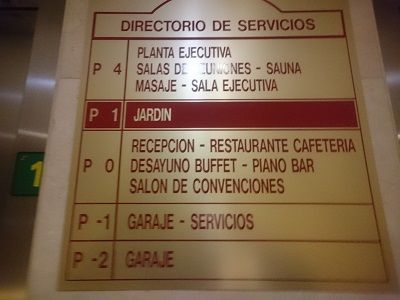 DIRECTORIO DE SERVICIOS
P 4
PLANTA EJECUTIVA
SALAS DE REUNIONES - SAUNA
MASAJE - SALA EJECUTIVA
P 1 JARDIN
P 0
RECEPCION - RESTAURANTE CAFETERIA
DESAYUNO BUFFET - PIANO BAR
SALON DE CONVENCIONES
P -1 GARAJE - SERVICIOS
P -2 GARAJE
1